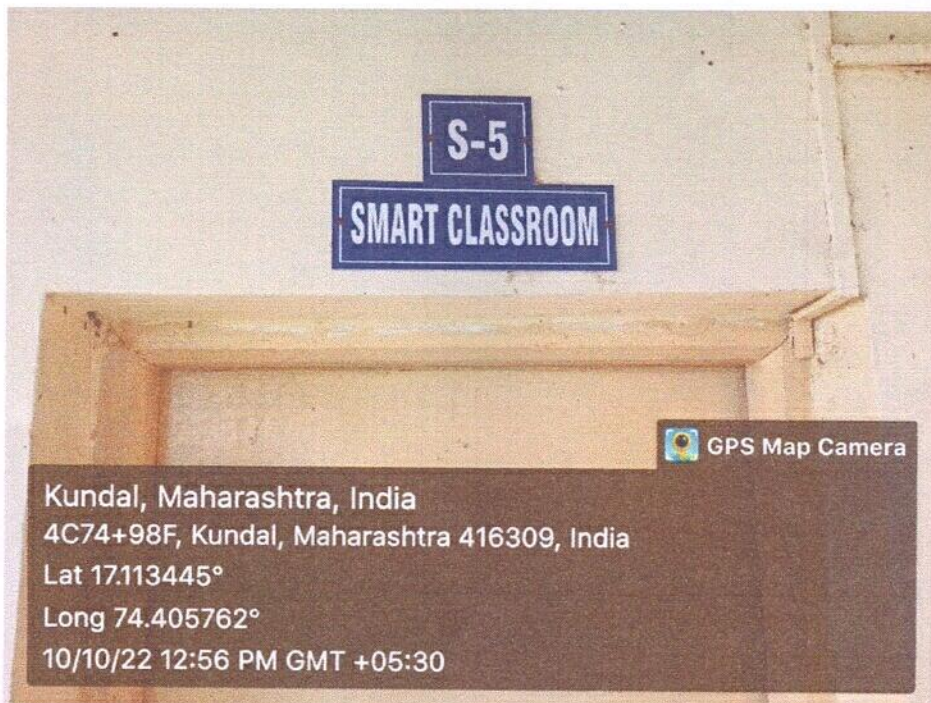 S-5
SMART CLASSROOM
GPS Map Camera
Kundal, Maharashtra, India
4C74+98F, Kundal, Maharashtra 416309, India
Lat 17.113445°
Long 74.405762°
10/10/22 12:56 PM GMT +05:30